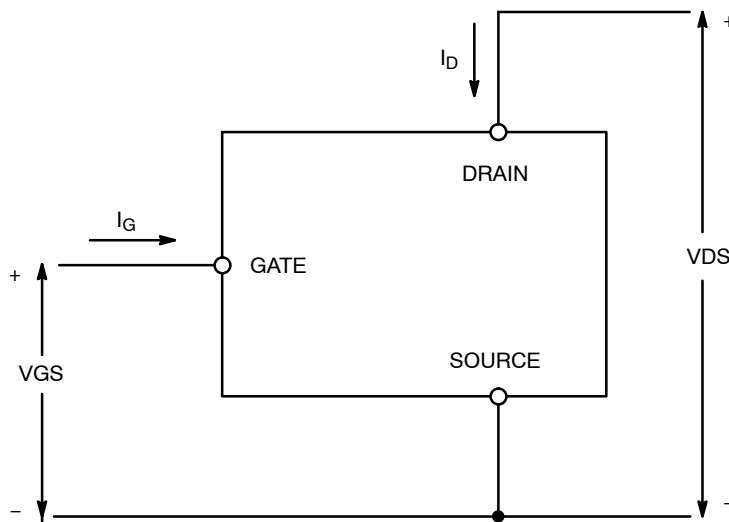 +
I_D
+
DRAIN
I_G
GATE
+
VDS
SOURCE
VGS
−
−